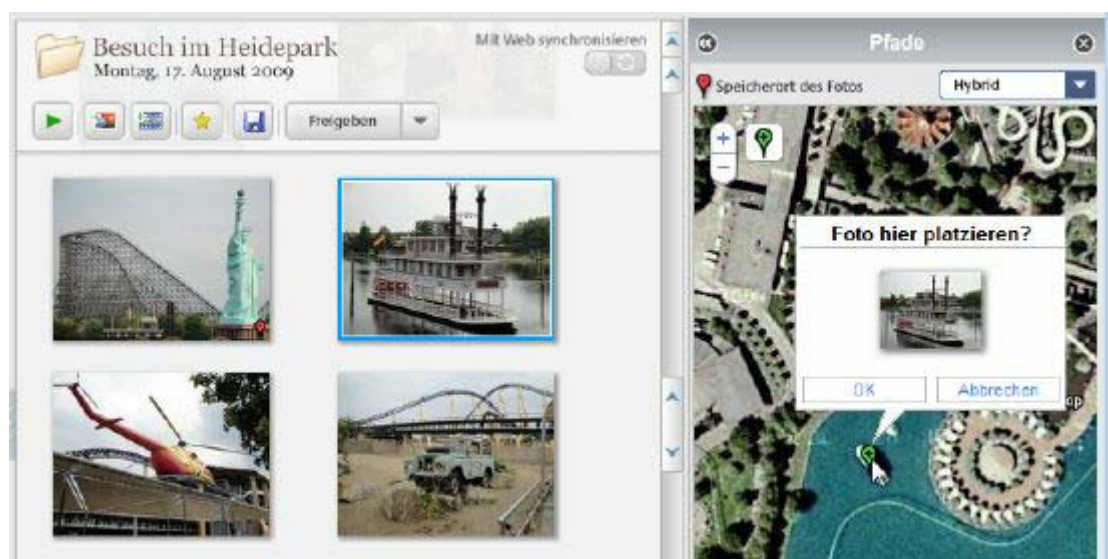 Besuch im Heidepark
Montag, 17. August 2009
Mit Web synchronisieren
Freigeben
Pfade
Speicherort des Fotos
Hybrid
Foto hier platzieren?
OK
Abbrechen